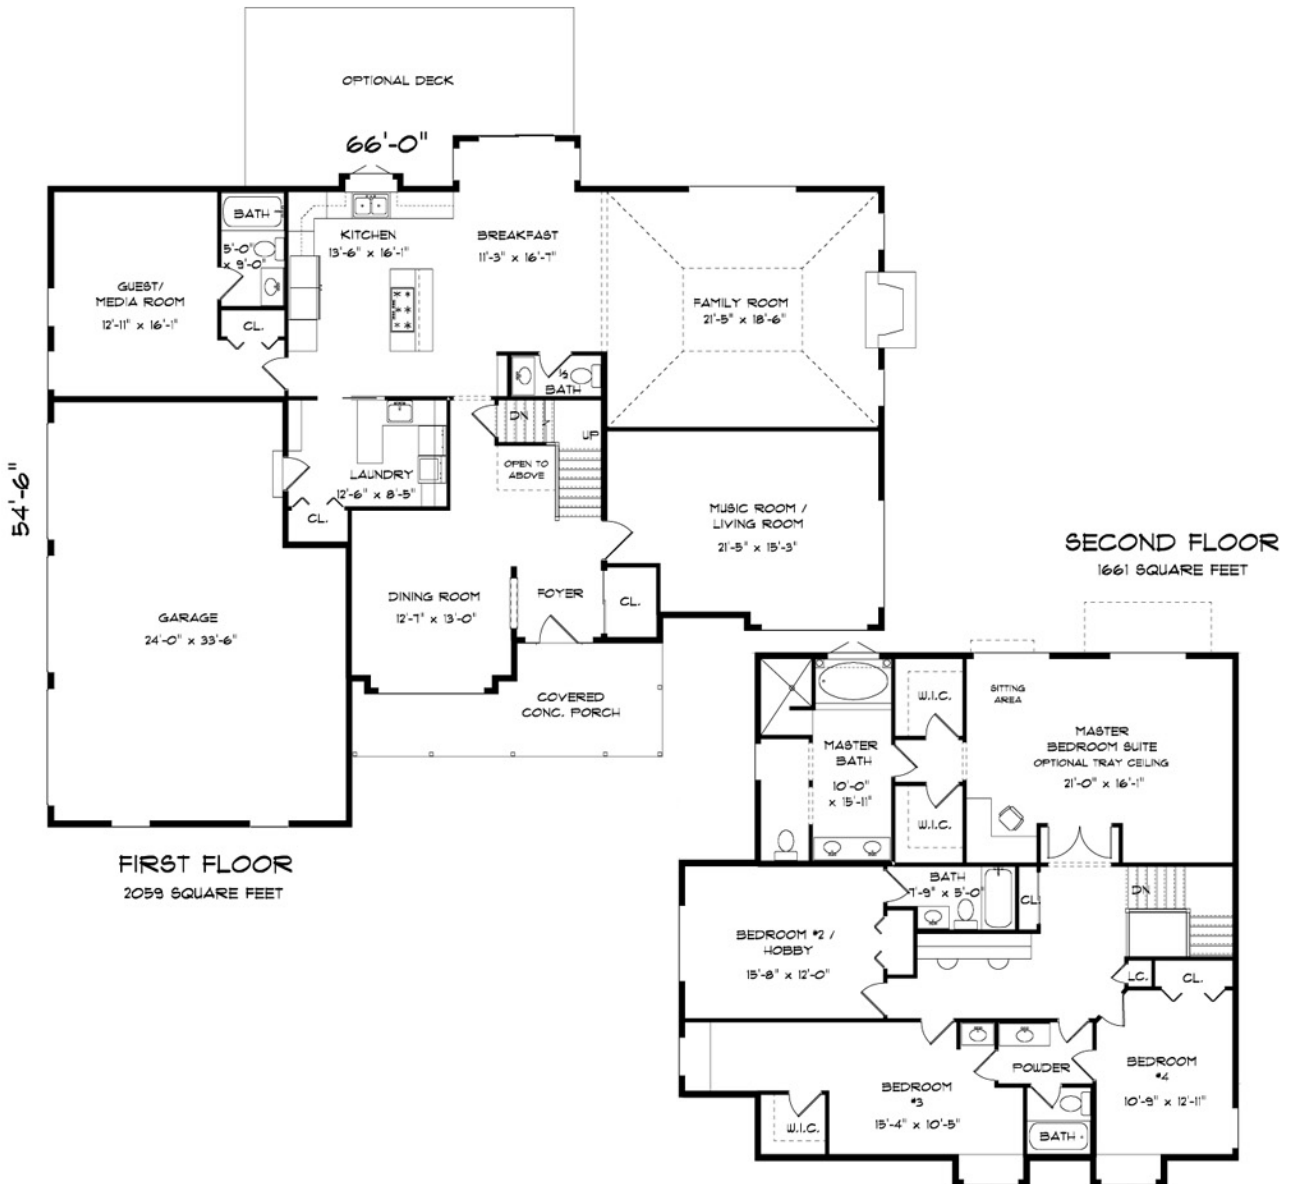 OPTIONAL DECK
66'-0"
BATH
5'-0"
x 9'-0"
KITCHEN
13'-6" x 16'-1"
BREAKFAST
11'-3" x 16'-7"
GUEST/
MEDIA ROOM
12'-11" x 16'-1"
CL.
FAMILY ROOM
21'-5" x 18'-6"
½
BATH
DN
UP
OPEN TO
ABOVE
LAUNDRY
12'-6" x 8'-5"
CL.
54'-6"
MUSIC ROOM /
LIVING ROOM
21'-5" x 15'-3"
GARAGE
24'-0" x 33'-6"
DINING ROOM
12'-7" x 13'-0"
FOYER
CL.
COVERED
CONC. PORCH
FIRST FLOOR
2059 SQUARE FEET
SECOND FLOOR
1661 SQUARE FEET
W.I.C.
SITTING
AREA
MASTER
BATH
10'-0"
x 15'-11"
MASTER
BEDROOM SUITE
OPTIONAL TRAY CEILING
21'-0" x 16'-1"
W.I.C.
BATH
7'-9" x 5'-0"
CL.
DN
BEDROOM #2 /
HOBBY
15'-8" x 12'-0"
LC.
CL.
POWDER
BEDROOM
#3
15'-4" x 10'-5"
BEDROOM
#4
10'-9" x 12'-11"
W.I.C.
BATH